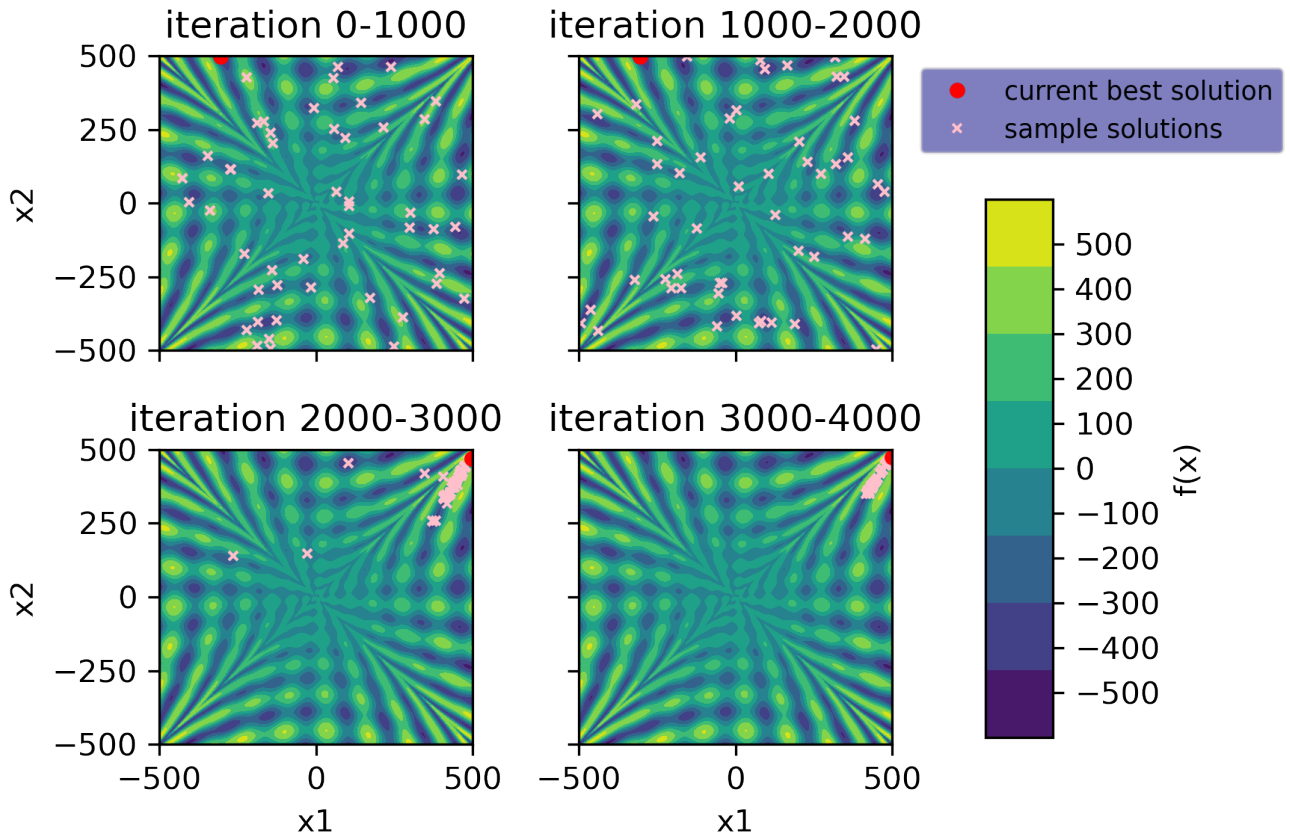 iteration 0-1000
iteration 1000-2000
500
250
0
−250
−500
x2
current best solution
sample solutions
iteration 2000-3000
iteration 3000-4000
500
250
0
−250
−500
x2
−500
0
500
x1
−500
0
500
x1
500
400
300
200
100
0
−100
−200
−300
−400
−500
f(x)